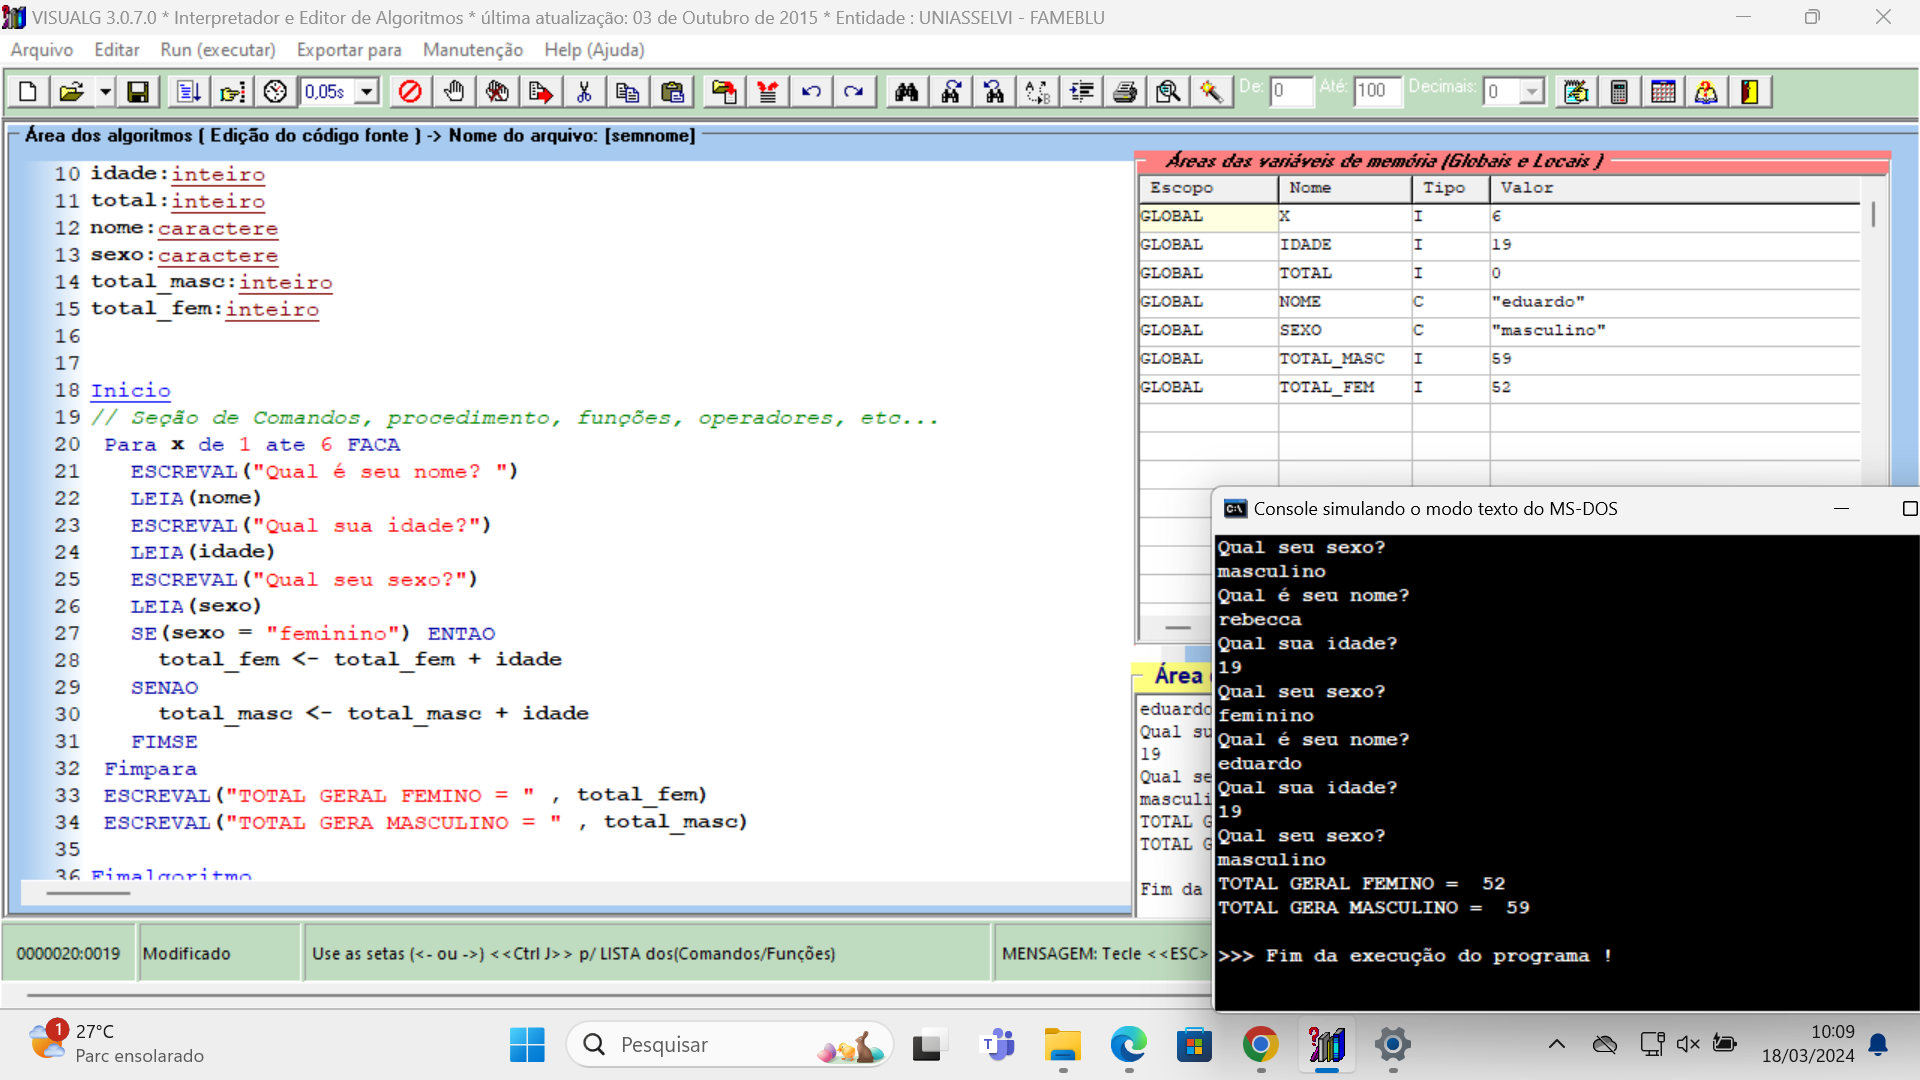 VISUALG 3.0.7.0 * Interpretador e Editor de Algoritmos * última atualização: 03 de Outubro de 2015 * Entidade : UNIASSELVI - FAMEBLU
Arquivo Editar Run (executar) Exportar para Manutenção Help (Ajuda)
0,05s De: 0 Até: 100 Decimais: 0
Área dos algoritmos ( Edição do código fonte ) -> Nome do arquivo: [semnome]
10 idade:inteiro
11 total:inteiro
12 nome:caractere
13 sexo:caractere
14 total_masc:inteiro
15 total_fem:inteiro
16
17
18 Inicio
19 // Seção de Comandos, procedimento, funções, operadores, etc...
20 Para x de 1 ate 6 FACA
21 ESCREVAL("Qual é seu nome? ")
22 LEIA(nome)
23 ESCREVAL("Qual sua idade?")
24 LEIA(idade)
25 ESCREVAL("Qual seu sexo?")
26 LEIA(sexo)
27 SE(sexo = "feminino") ENTAO
28 total_fem <- total_fem + idade
29 SENAO
30 total_masc <- total_masc + idade
31 FIMSE
32 Fimpara
33 ESCREVAL("TOTAL GERAL FEMINO = " , total_fem)
34 ESCREVAL("TOTAL GERA MASCULINO = " , total_masc)
35
36 Fimalgoritmo
Áreas das variáveis de memória (Globais e Locais )
Escopo Nome Tipo Valor
GLOBAL X I 6
GLOBAL IDADE I 19
GLOBAL TOTAL I 0
GLOBAL NOME C "eduardo"
GLOBAL SEXO C "masculino"
GLOBAL TOTAL_MASC I 59
GLOBAL TOTAL_FEM I 52
Área
eduardo
Qual su
19
Qual se
masculi
TOTAL G
TOTAL G
Fim da
Console simulando o modo texto do MS-DOS
Qual seu sexo?
masculino
Qual é seu nome?
rebecca
Qual sua idade?
19
Qual seu sexo?
feminino
Qual é seu nome?
eduardo
Qual sua idade?
19
Qual seu sexo?
masculino
TOTAL GERAL FEMINO = 52
TOTAL GERA MASCULINO = 59
>>> Fim da execução do programa !
0000020:0019 Modificado Use as setas (<- ou ->) <<Ctrl J>> p/ LISTA dos(Comandos/Funções) MENSAGEM: Tecle <<ESC>
1 27°C
Parc ensolarado
Pesquisar
10:09
18/03/2024